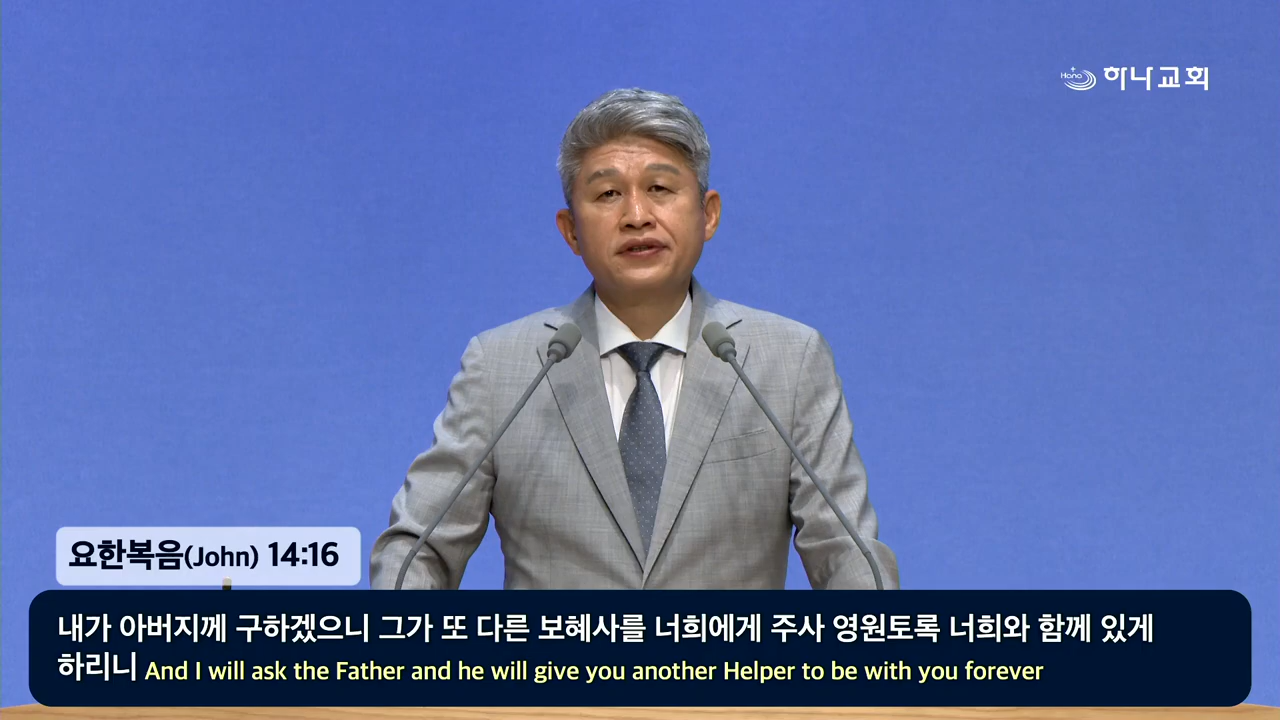 Hana 하나교회
요한복음(John) 14:16
내가 아버지께 구하겠으니 그가 또 다른 보혜사를 너희에게 주사 영원토록 너희와 함께 있게
하리니 And I will ask the Father and he will give you another Helper to be with you forever